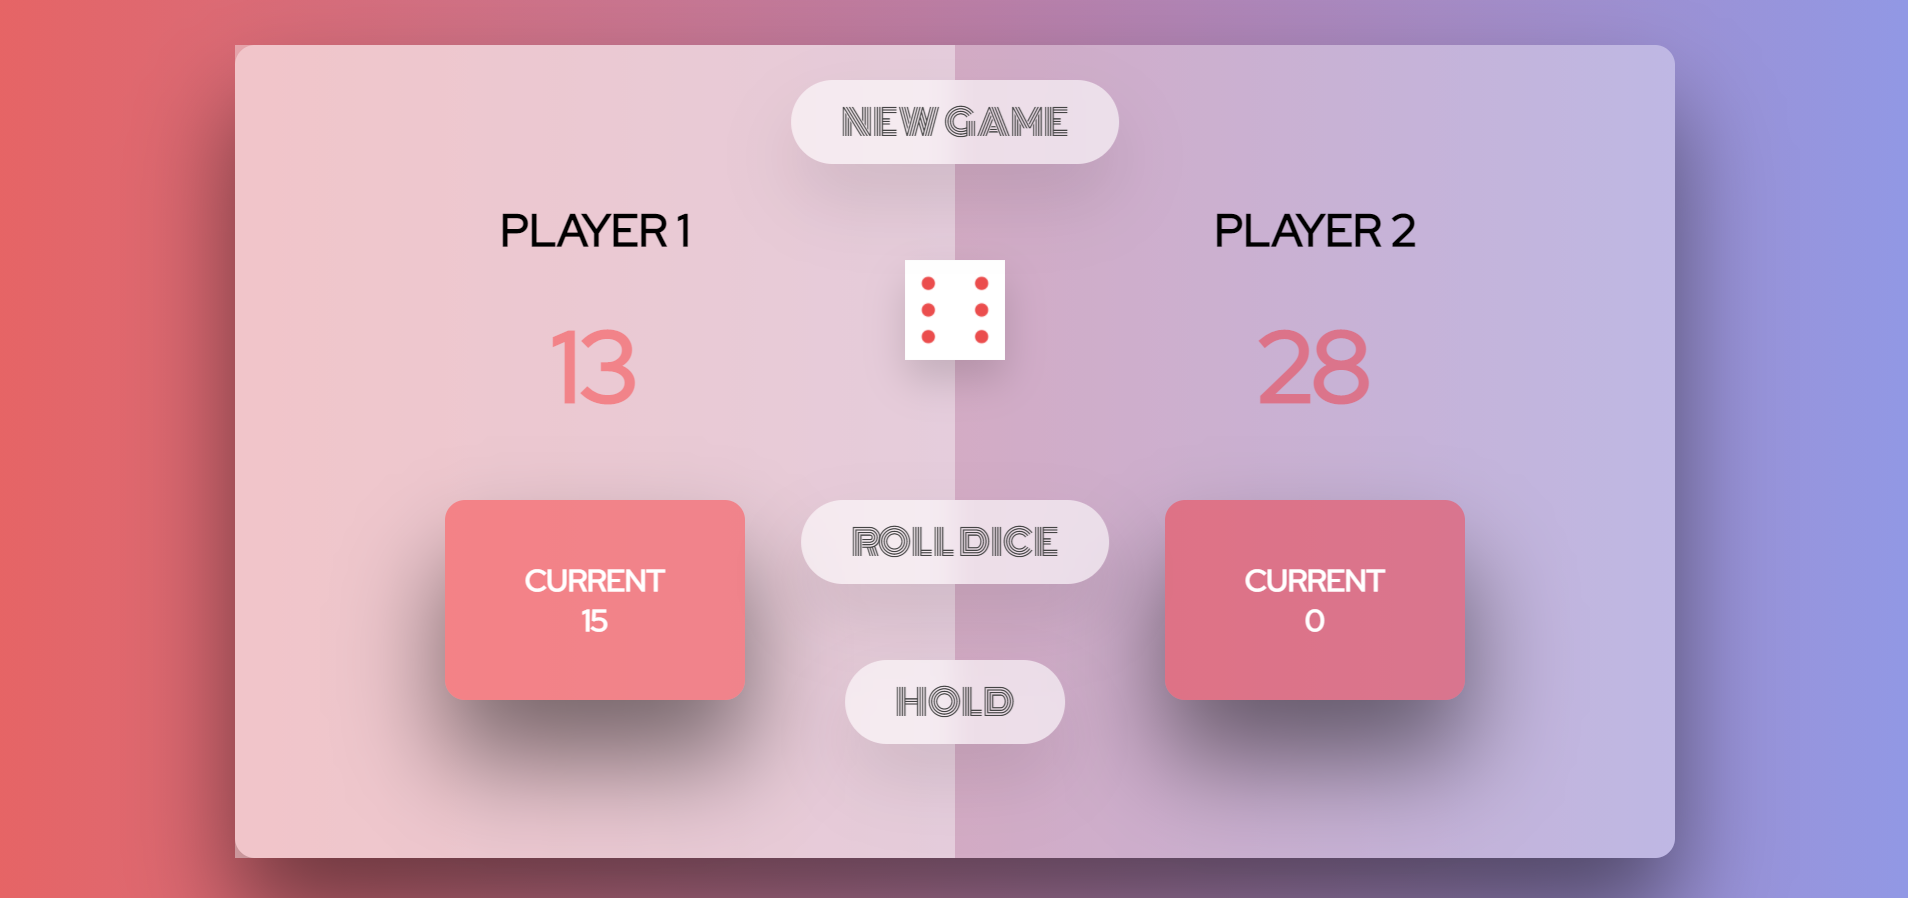 NEW GAME
PLAYER 1
PLAYER 2
13
28
CURRENT
15
ROLL DICE
CURRENT
0
HOLD